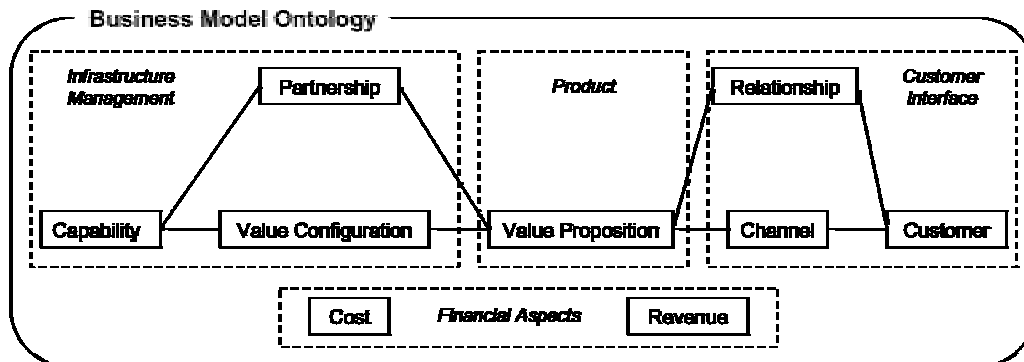 Business Model Ontology
Infrastructure
Management
Partnership
Product
Relationship
Customer
Interface
Capability
Value Configuration
Value Proposition
Channel
Customer
Cost
Financial Aspects
Revenue